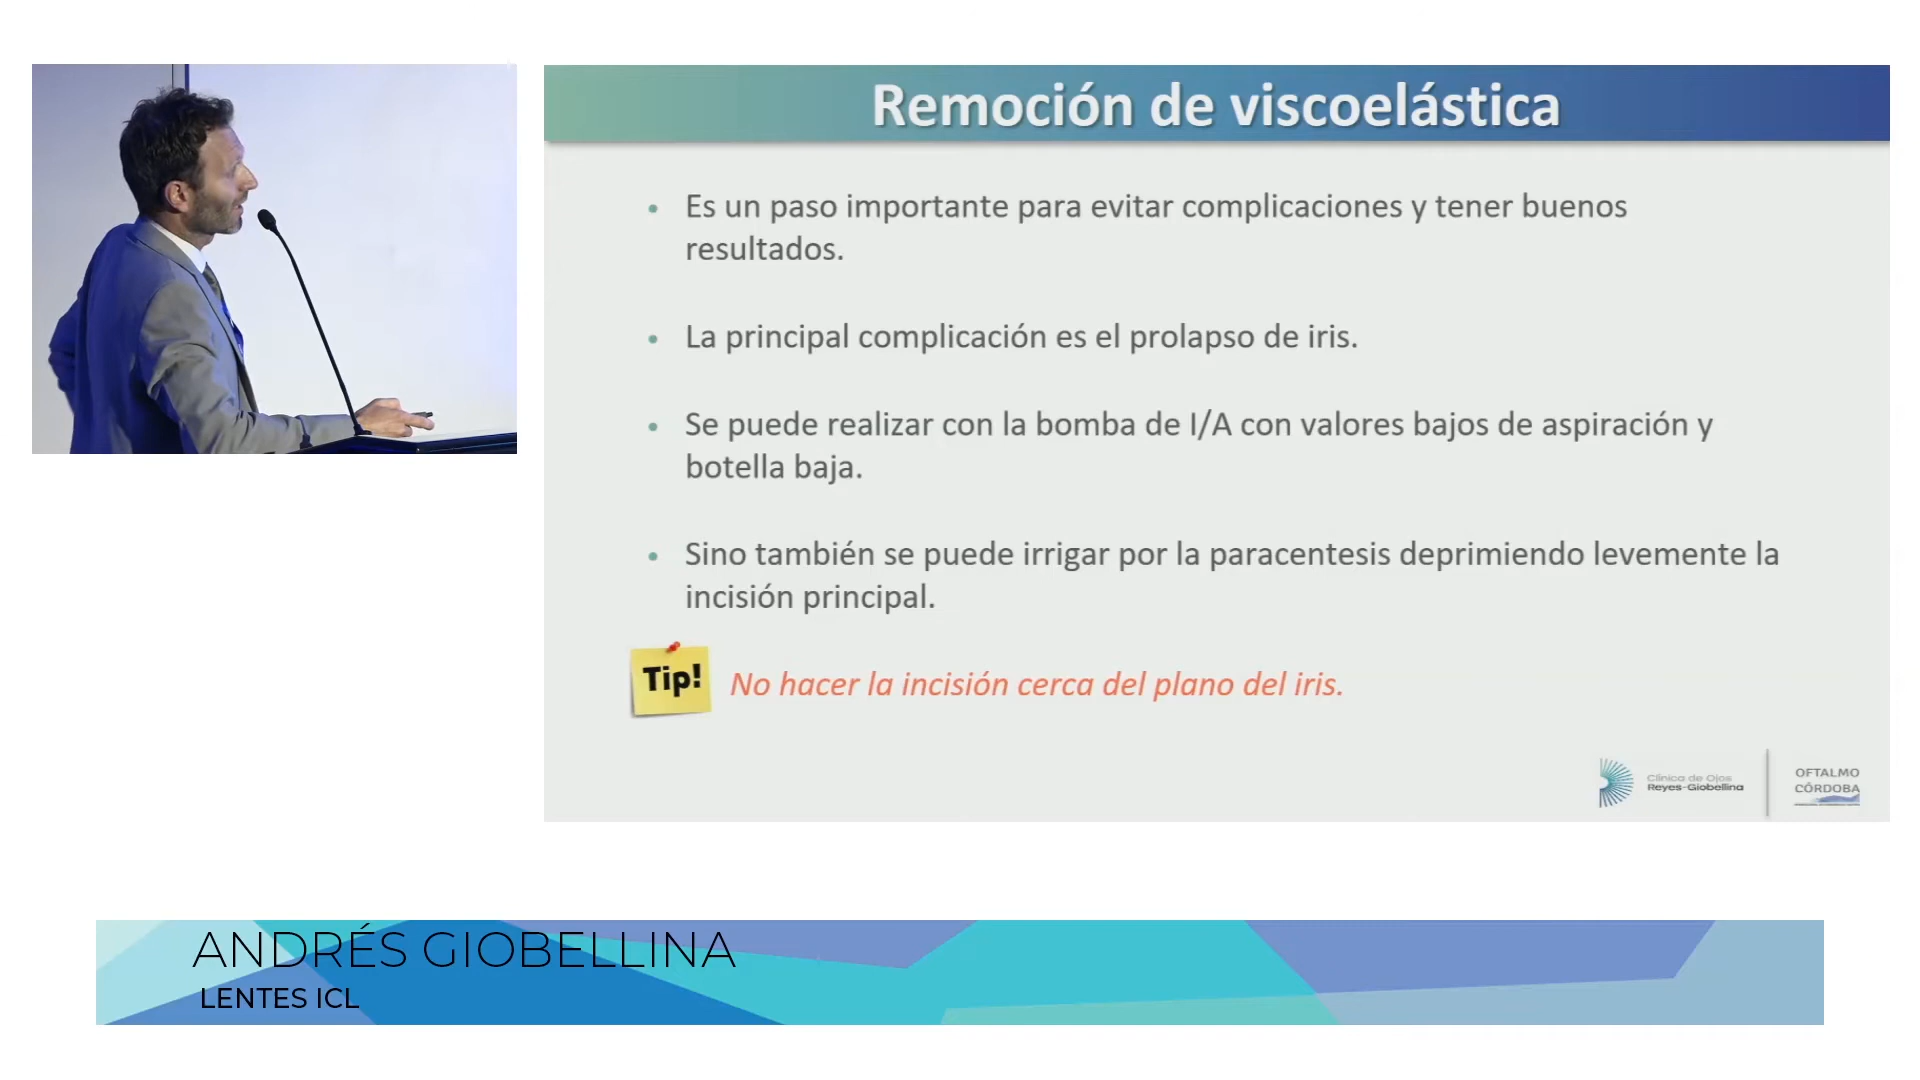 Remoción de viscoelástica
• Es un paso importante para evitar complicaciones y tener buenos
resultados.
• La principal complicación es el prolapso de iris.
• Se puede realizar con la bomba de I/A con valores bajos de aspiración y
botella baja.
• Sino también se puede irrigar por la paracentesis deprimiendo levemente la
incisión principal.
Tip!
No hacer la incisión cerca del plano del iris.
Clínica de Ojos
Reyes-Giobellina
OFTALMO
CÓRDOBA
ANDRÉS GIOBELLINA
LENTES ICL